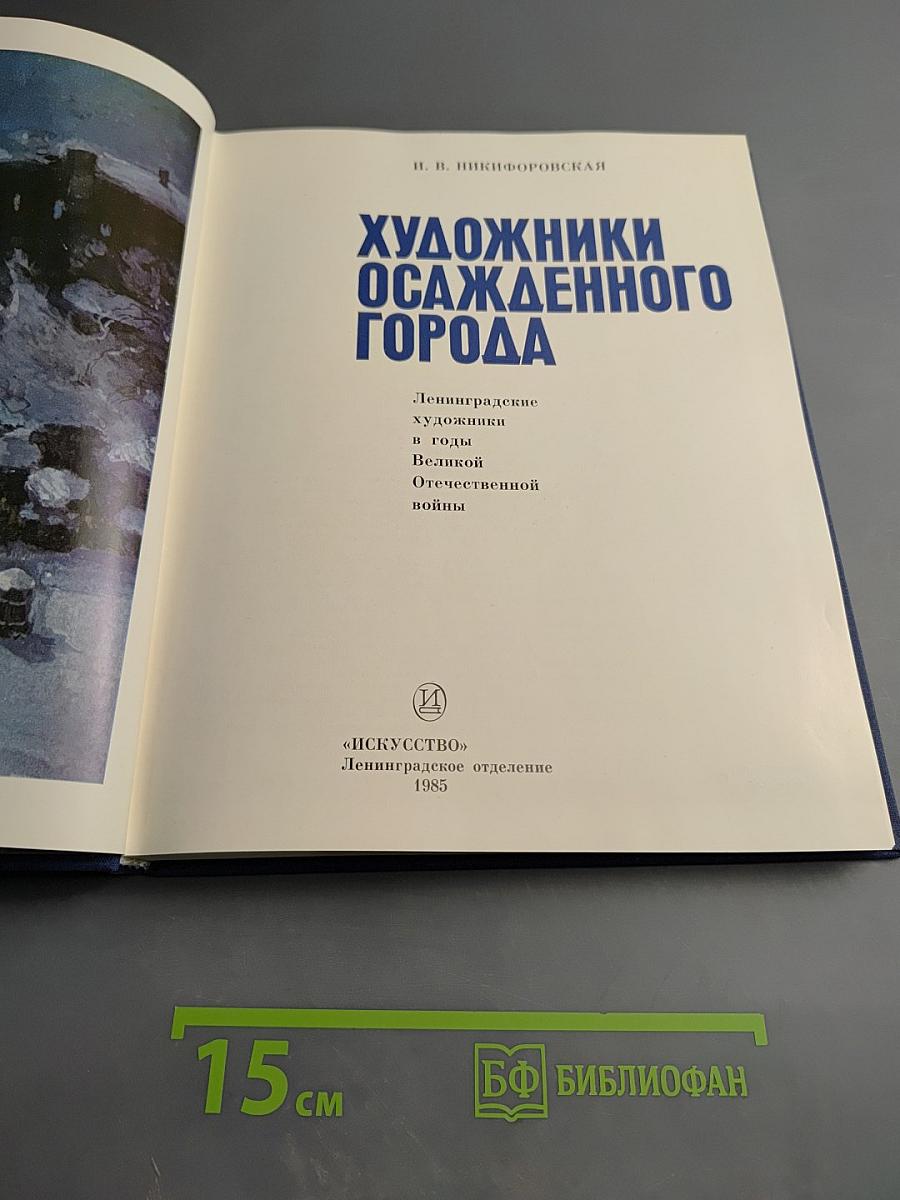 И. В. НИКИФОРОВСКАЯ
ХУДОЖНИКИ
ОСАЖДЕННОГО
ГОРОДА
Ленинградские
художники
в годы
Великой
Отечественной
войны
И
«ИСКУССТВО»
Ленинградское отделение
1985
15 см
БФ БИБЛИОФАН